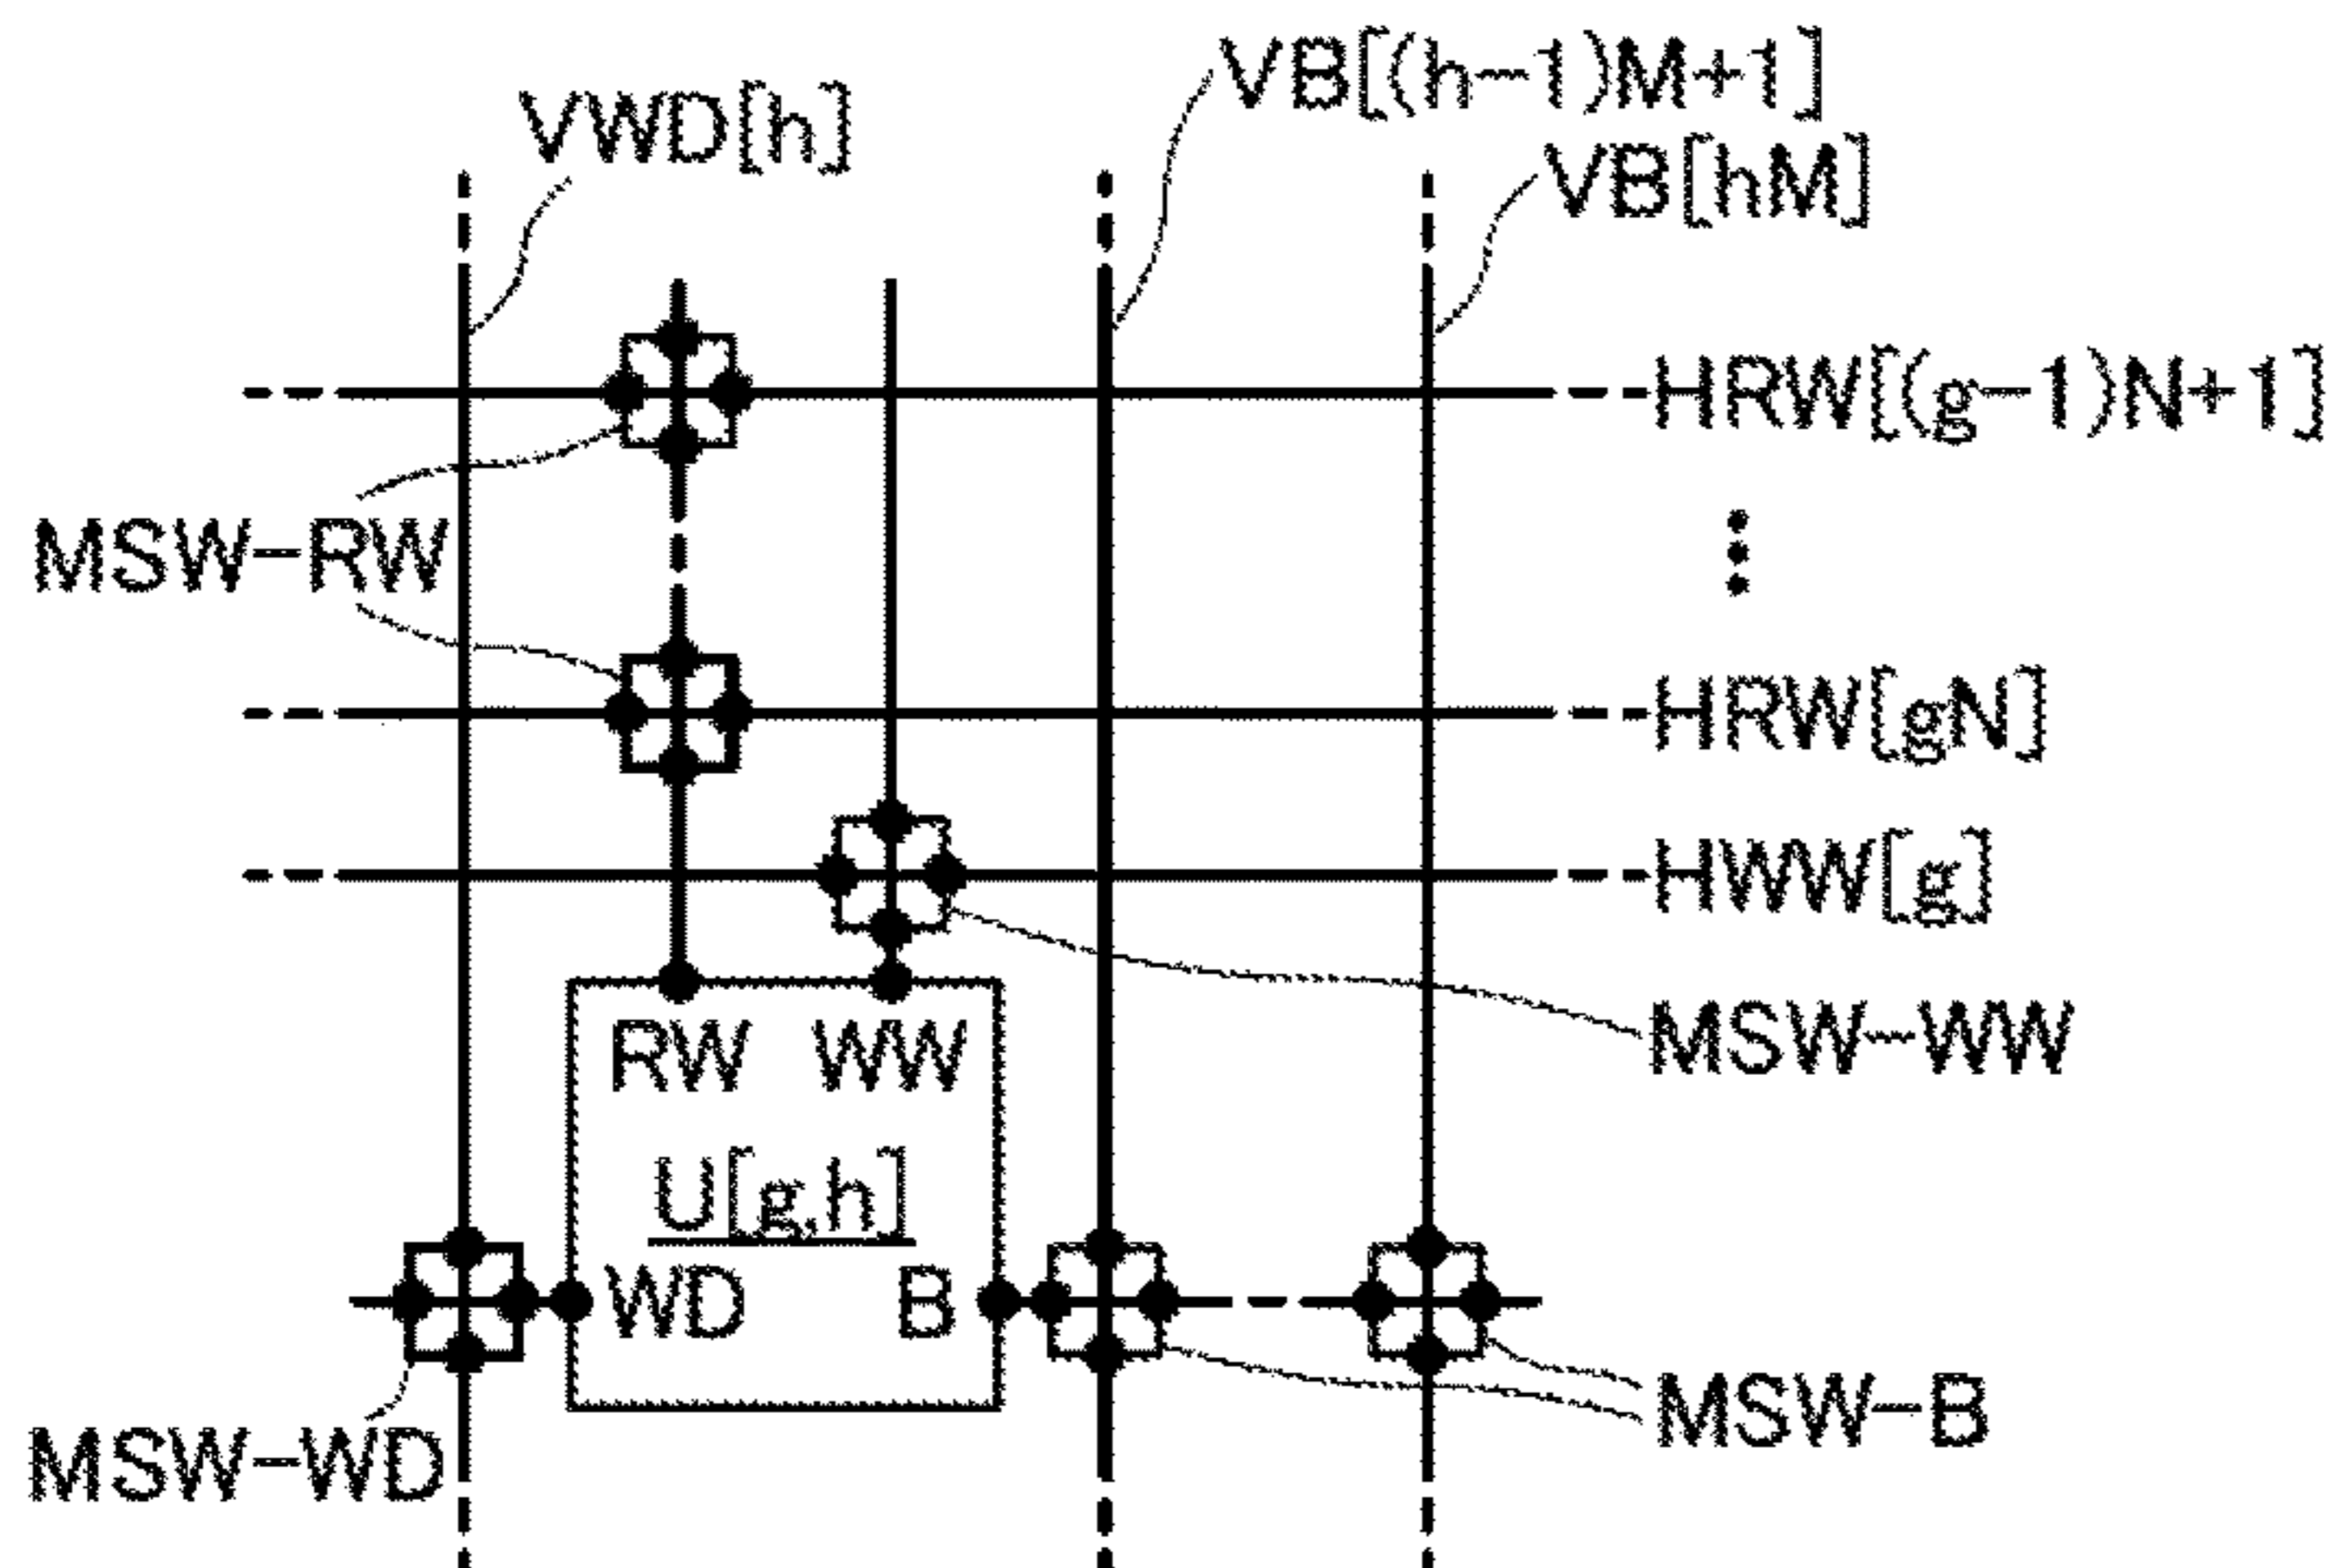 VB[(h-1)M+1]
VWD[h]
VB[hM]
HRW[(g-1)N+1]
MSW-RW
⋮
HRW[gN]
HWW[g]
MSW-WW
RW WW
U[g,h]
WD B
MSW-B
MSW-WD